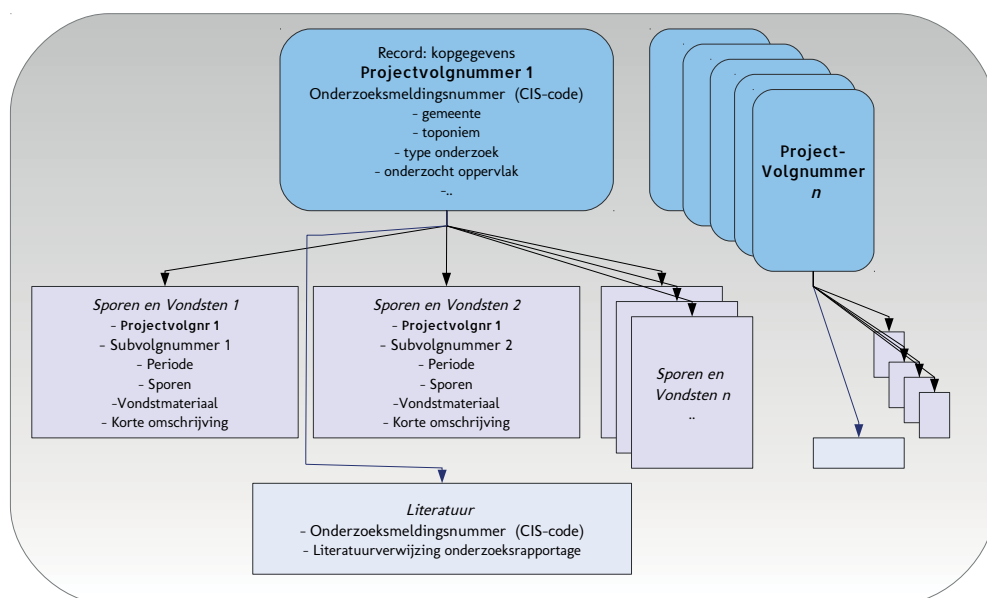 Record: kopgegevens
Projectvolgnummer 1
Onderzoeksmeldingsnummer (CIS-code)
- gemeente
- toponiem
- type onderzoek
- onderzocht oppervlak
-..
Project-
Volgnummer
n
Sporen en Vondsten 1
- Projectvolgnr 1
- Subvolgnummer 1
- Periode
- Sporen
-Vondstmateriaal
- Korte omschrijving
Sporen en Vondsten 2
- Projectvolgnr 1
- Subvolgnummer 2
- Periode
- Sporen
-Vondstmateriaal
- Korte omschrijving
Sporen en
Vondsten n
..
Literatuur
- Onderzoeksmeldingsnummer (CIS-code)
- Literatuurverwijzing onderzoeksrapportage